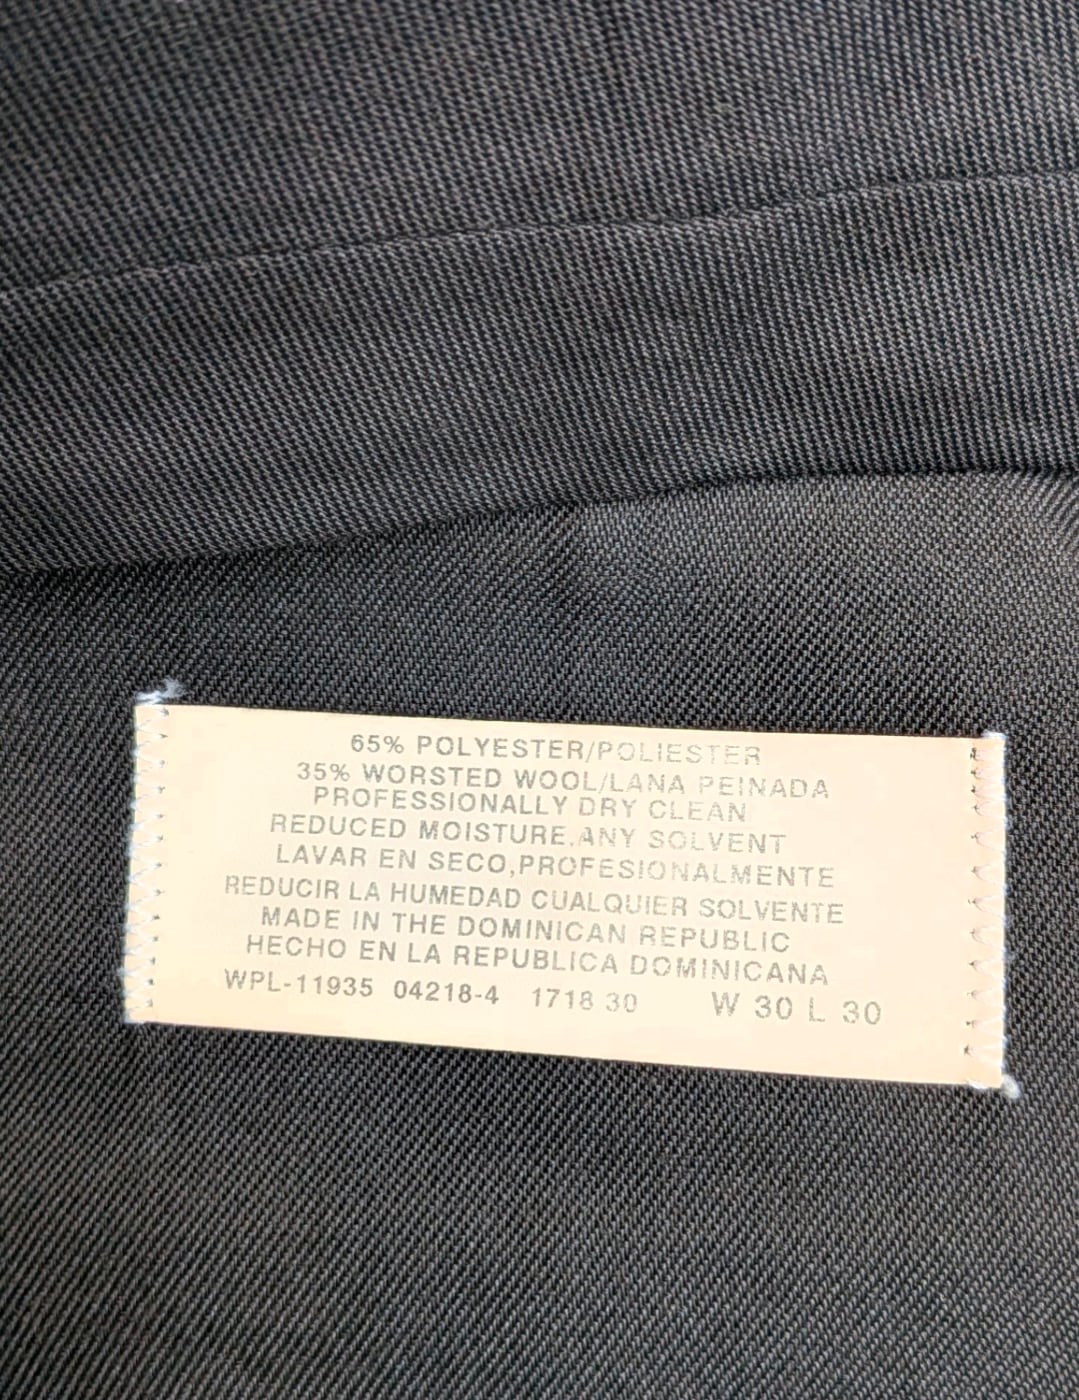 65% POLYESTER/POLIESTER
35% WORSTED WOOL/LANA PEINADA
PROFESSIONALLY DRY CLEAN
REDUCED MOISTURE,ANY SOLVENT
LAVAR EN SECO,PROFESIONALMENTE
REDUCIR LA HUMEDAD CUALQUIER SOLVENTE
MADE IN THE DOMINICAN REPUBLIC
HECHO EN LA REPUBLICA DOMINICANA
WPL-11935 04218-4 1718 30 W 30 L 30